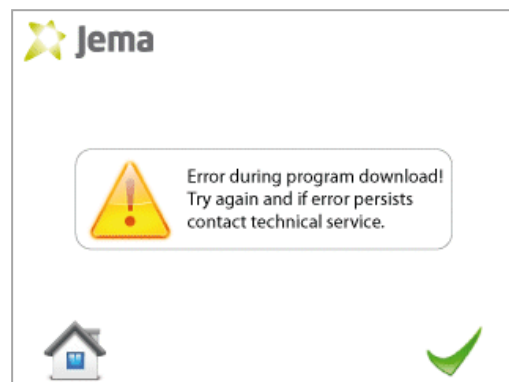 Jema
Error during program download!
Try again and if error persists
contact technical service.